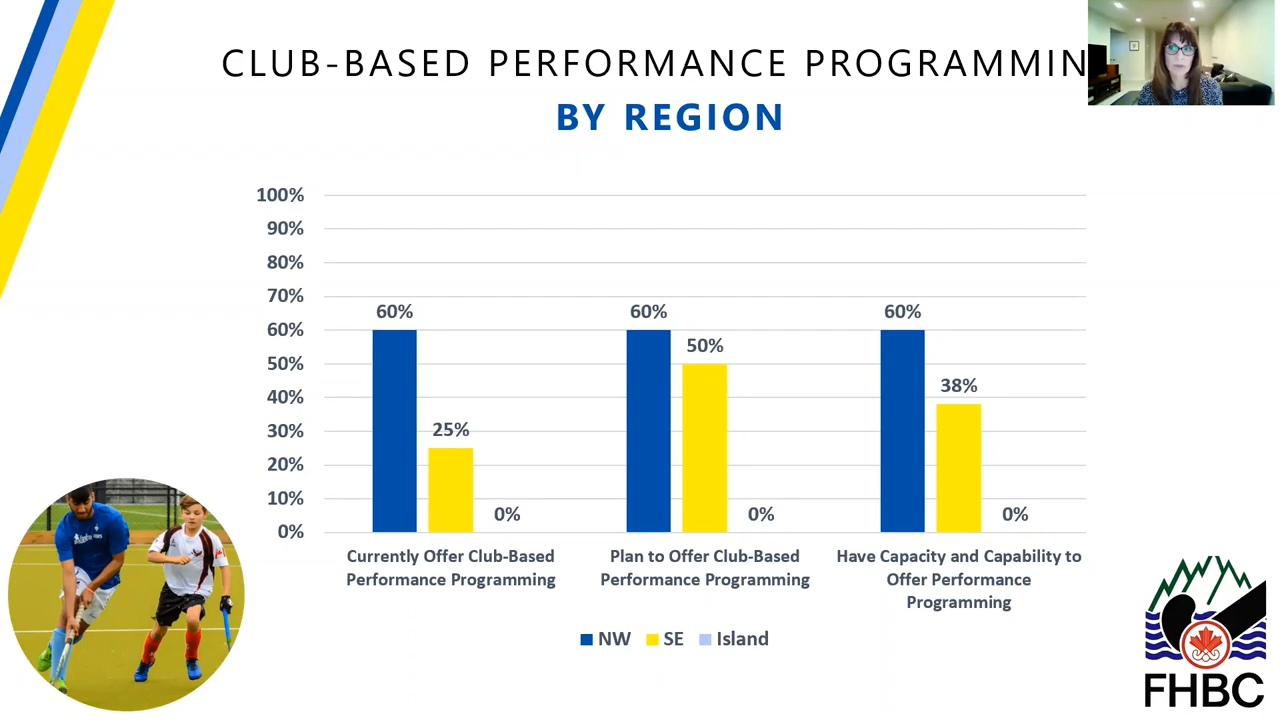 CLUB-BASED PERFORMANCE PROGRAMMIN
BY REGION
100%
90%
80%
70%
60%
50%
40%
30%
20%
10%
0%
60%
25%
0%
60%
50%
0%
60%
38%
0%
Currently Offer Club-Based
Performance Programming
Plan to Offer Club-Based
Performance Programming
Have Capacity and Capability to
Offer Performance
Programming
NW SE Island
FHBC